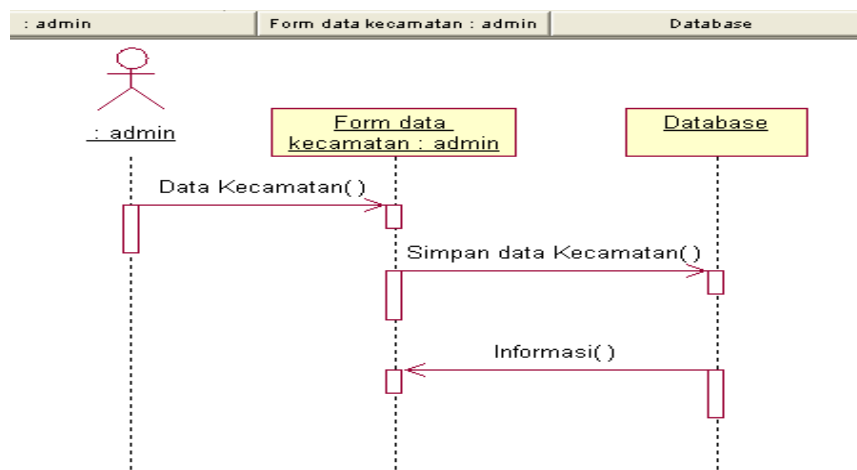 : admin
Form data kecamatan : admin
Database
: admin
Form data
kecamatan : admin
Database
Data Kecamatan( )
Simpan data Kecamatan( )
Informasi( )